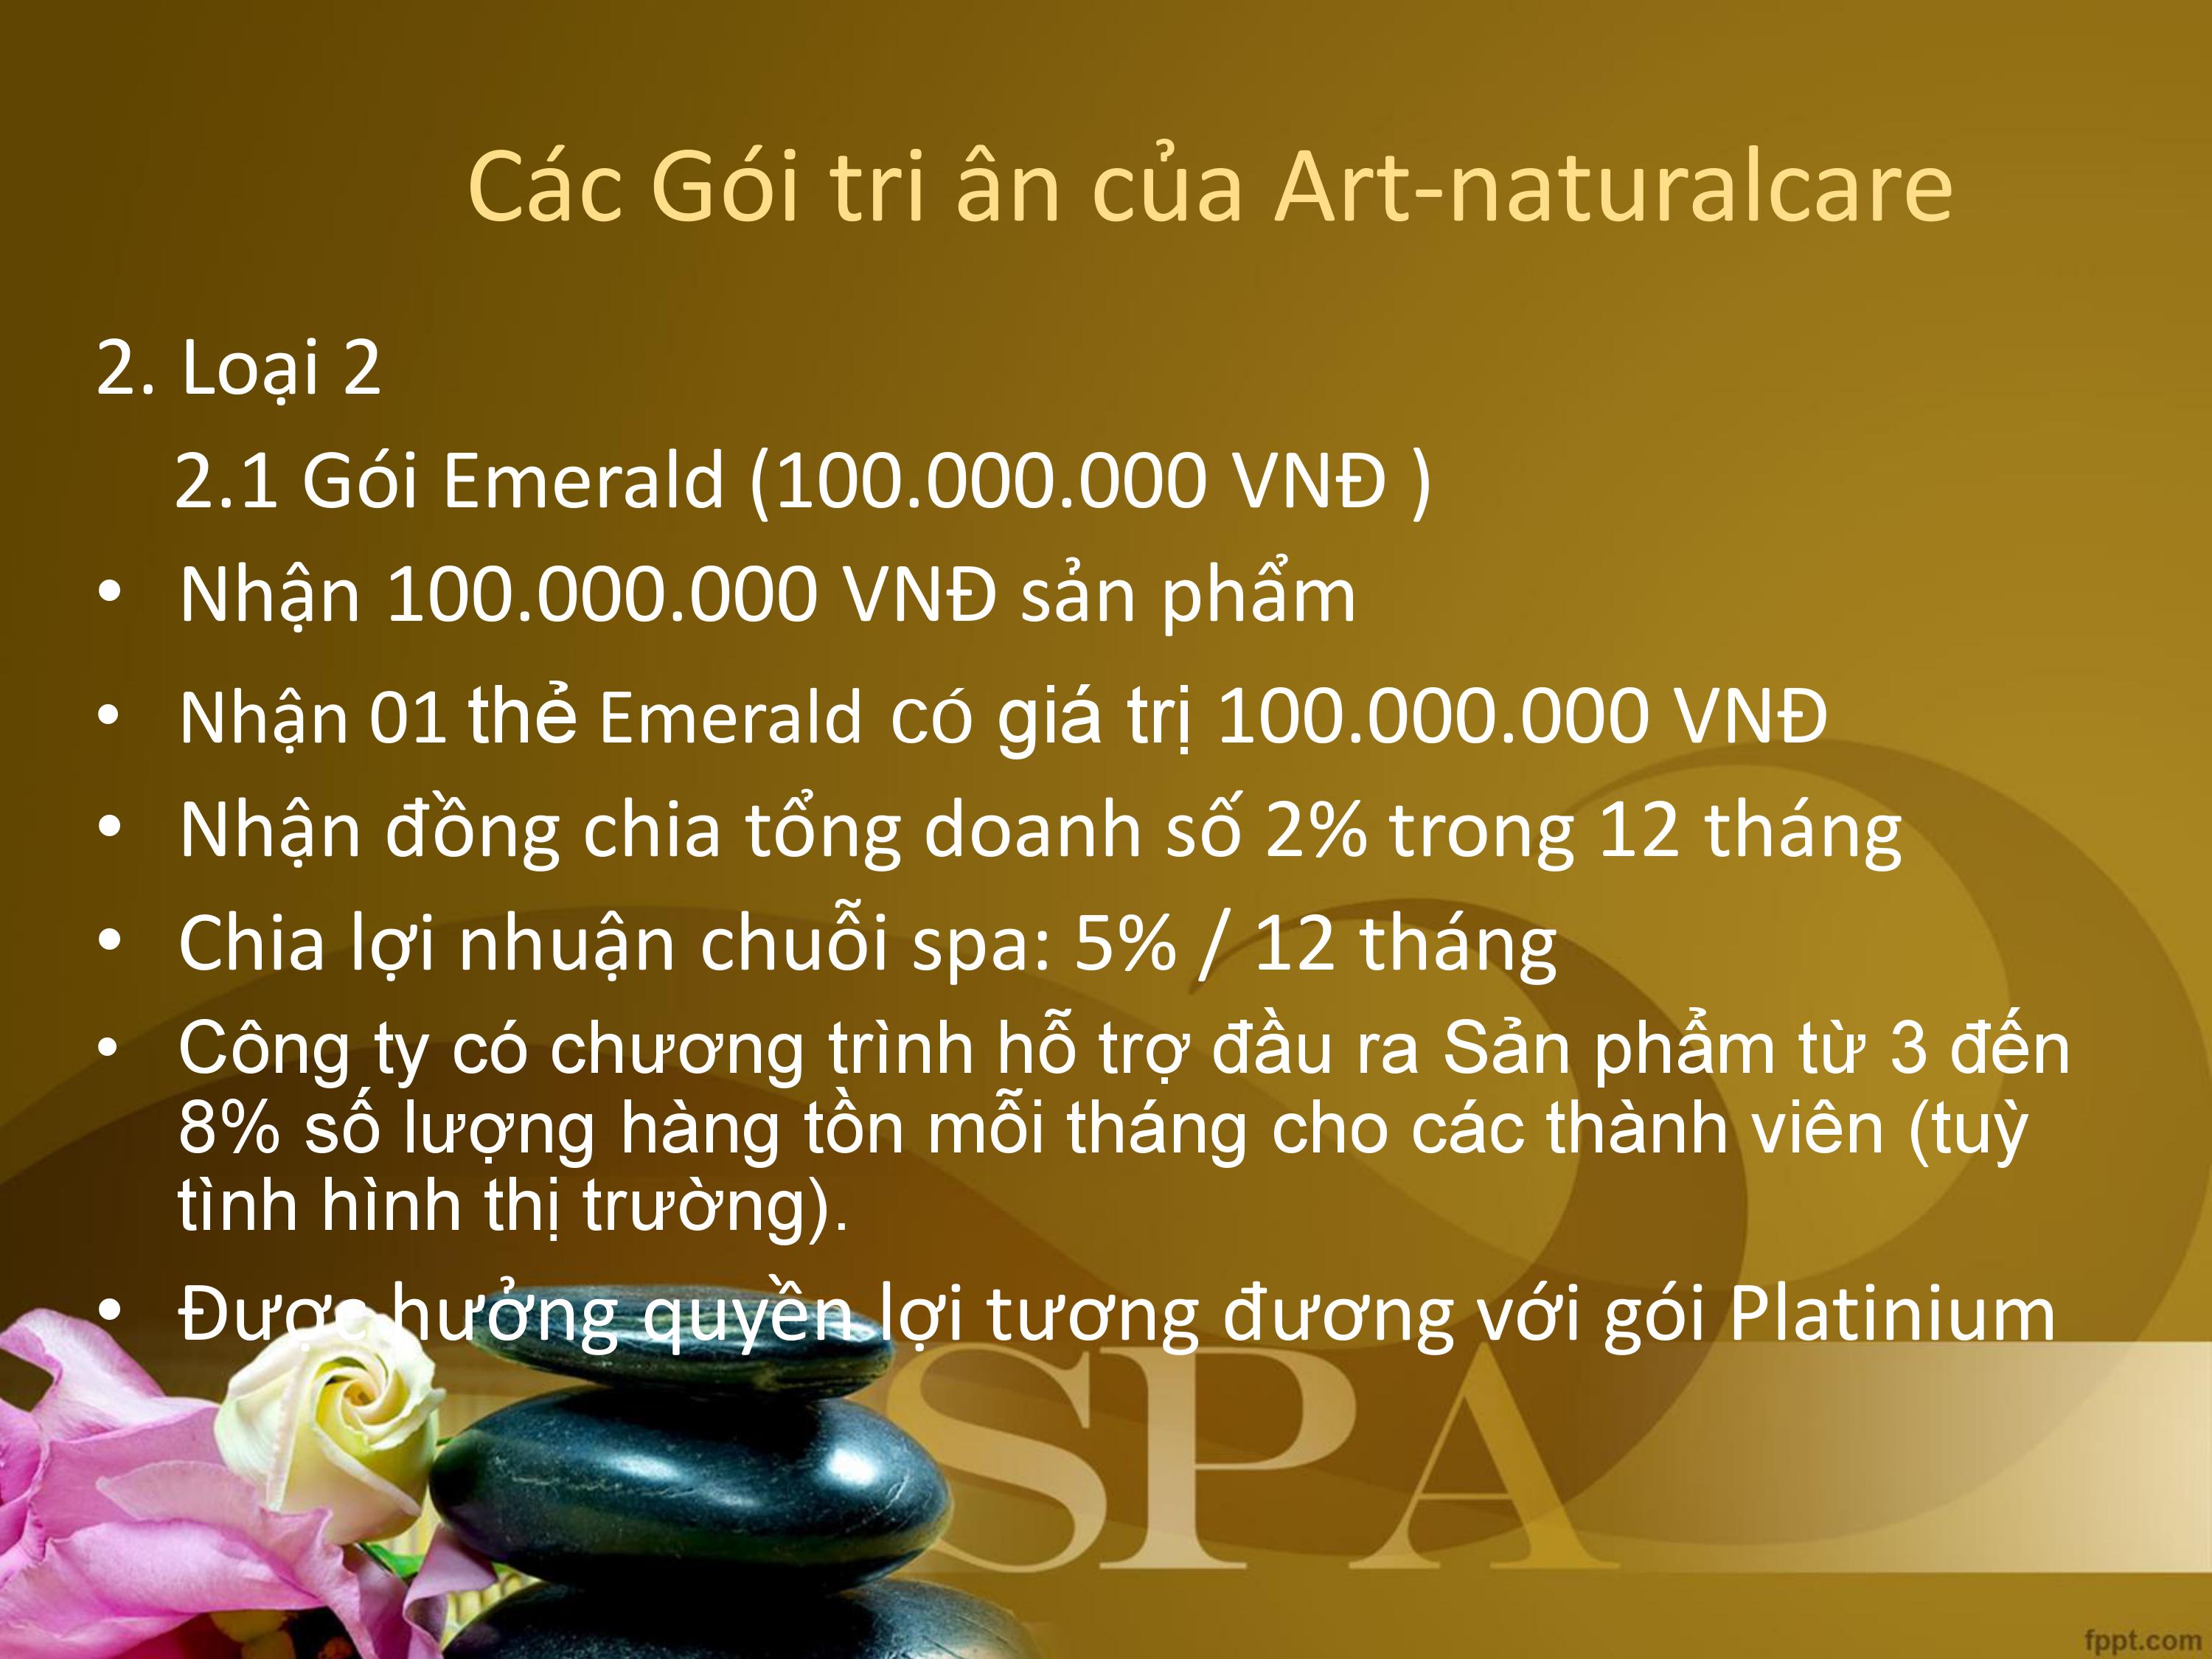 Các Gói tri ân của Art-naturalcare
2. Loại 2
2.1 Gói Emerald (100.000.000 VNĐ )
• Nhận 100.000.000 VNĐ sản phẩm
• Nhận 01 thẻ Emerald có giá trị 100.000.000 VNĐ
• Nhận đồng chia tổng doanh số 2% trong 12 tháng
• Chia lợi nhuận chuỗi spa: 5% / 12 tháng
• Công ty có chương trình hỗ trợ đầu ra Sản phẩm từ 3 đến
8% số lượng hàng tồn mỗi tháng cho các thành viên (tuỳ
tình hình thị trường).
• Được hưởng quyền lợi tương đương với gói Platinium
SPA
fppt.com